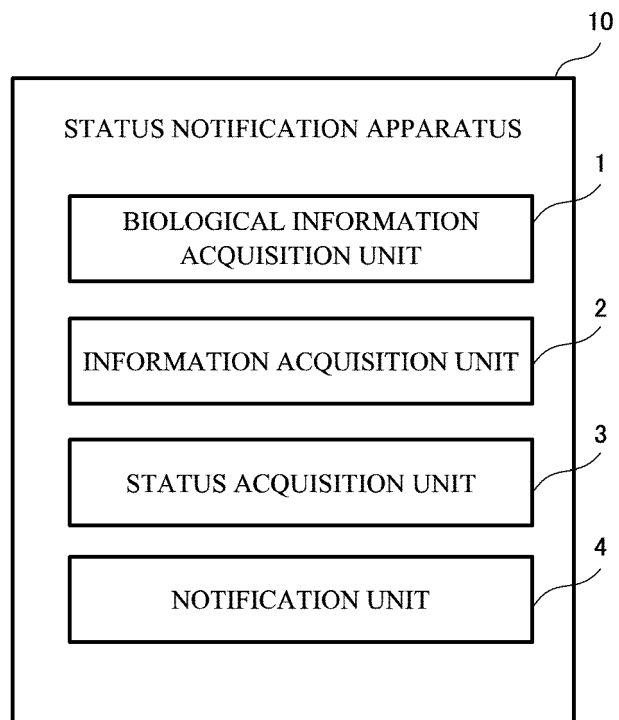 10
STATUS NOTIFICATION APPARATUS
1
BIOLOGICAL INFORMATION
ACQUISITION UNIT
2
INFORMATION ACQUISITION UNIT
3
STATUS ACQUISITION UNIT
4
NOTIFICATION UNIT